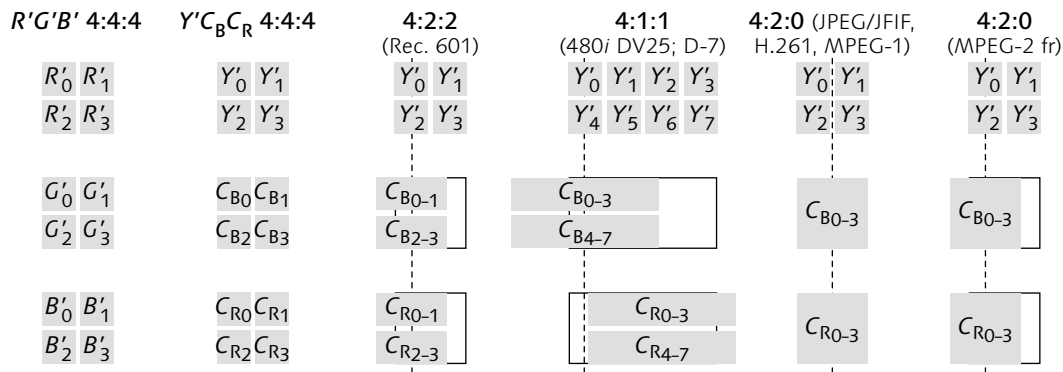 R'G'B' 4:4:4 Y'CBCR 4:4:4 4:2:2 4:1:1 4:2:0 (JPEG/JFIF, 4:2:0
(Rec. 601) (480i DV25; D-7) H.261, MPEG-1) (MPEG-2 fr)
R'0 R'1 Y'0 Y'1 Y'0 Y'1 Y'0 Y'1 Y'2 Y'3 Y'0 Y'1 Y'0 Y'1
R'2 R'3 Y'2 Y'3 Y'2 Y'3 Y'4 Y'5 Y'6 Y'7 Y'2 Y'3 Y'2 Y'3
G'0 G'1 CB0 CB1 CB0–1 CB0–3 CB0–3 CB0–3
G'2 G'3 CB2 CB3 CB2–3 CB4–7
B'0 B'1 CR0 CR1 CR0–1 CR0–3 CR0–3 CR0–3
B'2 B'3 CR2 CR3 CR2–3 CR4–7